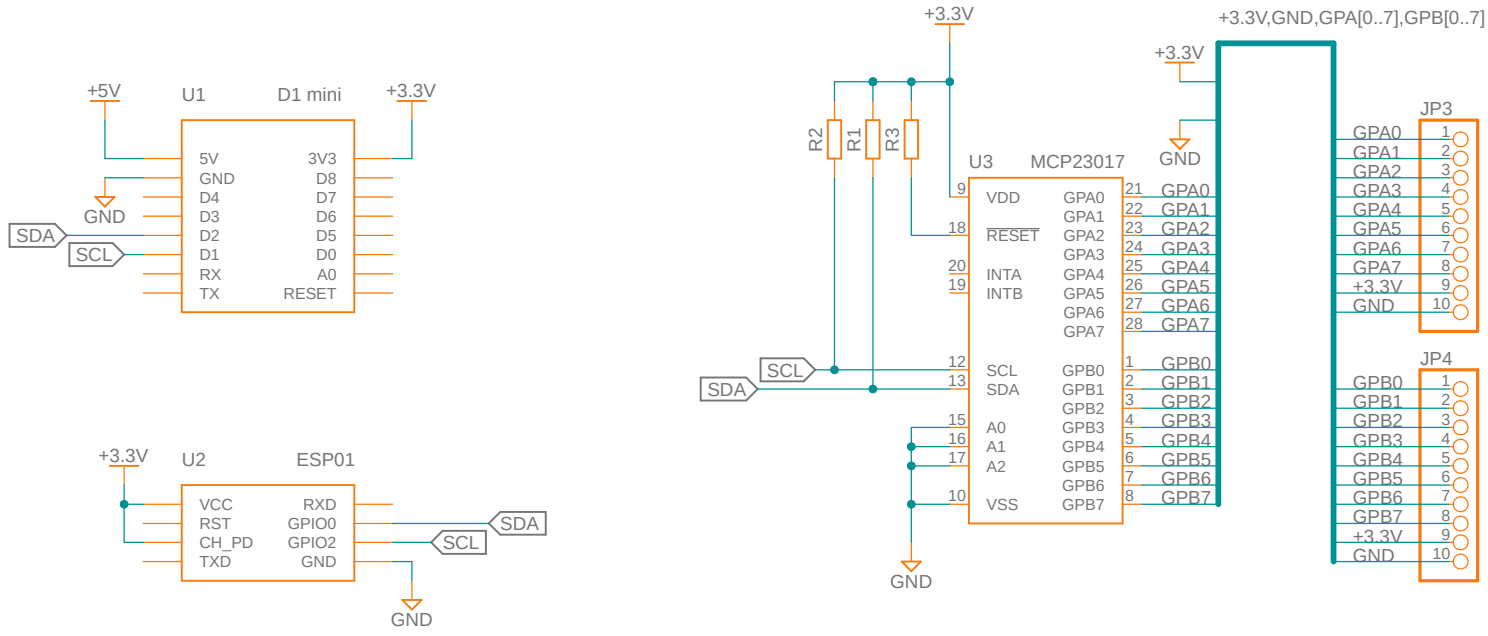 +5V
U1
D1 mini
+3.3V
5V
3V3
GND
D8
D4
D7
GND
D3
D6
SDA
D2
D5
SCL
D1
D0
RX
A0
TX
RESET
+3.3V
U2
ESP01
VCC
RXD
RST
GPIO0
SDA
CH_PD
GPIO2
SCL
TXD
GND
GND
+3.3V
R2
R1
R3
U3
MCP23017
9
VDD
GPA0
21
GPA0
GPA1
22
GPA1
18
RESET
GPA2
23
GPA2
GPA3
24
GPA3
20
INTA
GPA4
25
GPA4
19
INTB
GPA5
26
GPA5
GPA6
27
GPA6
GPA7
28
GPA7
SCL
12
SCL
GPB0
1
GPB0
SDA
13
SDA
GPB1
2
GPB1
GPB2
3
GPB2
15
A0
GPB3
4
GPB3
16
A1
GPB4
5
GPB4
17
A2
GPB5
6
GPB5
GPB6
7
GPB6
10
VSS
GPB7
8
GPB7
GND
+3.3V,GND,GPA[0..7],GPB[0..7]
+3.3V
GND
JP3
GPA0
1
GPA1
2
GPA2
3
GPA3
4
GPA4
5
GPA5
6
GPA6
7
GPA7
8
+3.3V
9
GND
10
JP4
GPB0
1
GPB1
2
GPB2
3
GPB3
4
GPB4
5
GPB5
6
GPB6
7
GPB7
8
+3.3V
9
GND
10